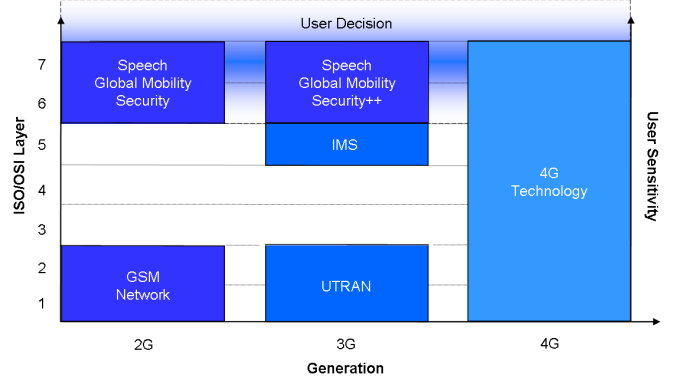 User Decision
7
6
5
4
3
2
1
ISO/OSI Layer
Speech
Global Mobility
Security
GSM
Network
Speech
Global Mobility
Security++
IMS
UTRAN
4G
Technology
User Sensitivity
2G
3G
4G
Generation